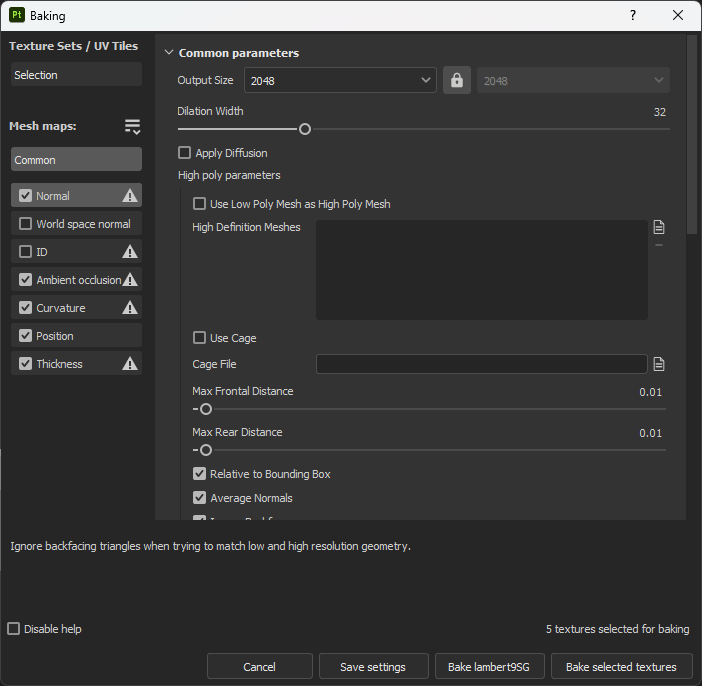 Pt Baking ? 
Texture Sets / UV Tiles
Selection
Mesh maps:
Common
Normal
World space normal
ID
Ambient occlusion
Curvature
Position
Thickness
Common parameters
Output Size 2048 2048
Dilation Width 32
Apply Diffusion
High poly parameters
Use Low Poly Mesh as High Poly Mesh
High Definition Meshes
Use Cage
Cage File
Max Frontal Distance 0.01
Max Rear Distance 0.01
Relative to Bounding Box
Average Normals
Ignore backfacing triangles when trying to match low and high resolution geometry.
Disable help 5 textures selected for baking
Cancel Save settings Bake lambert9SG Bake selected textures